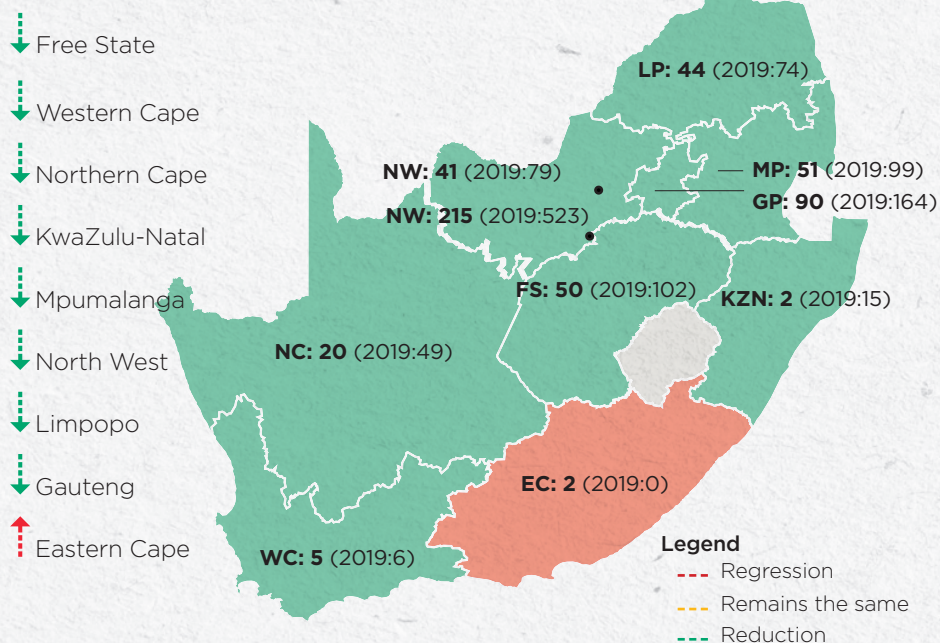 Free State
Western Cape
Northern Cape
KwaZulu-Natal
Mpumalanga
North West
Limpopo
Gauteng
Eastern Cape
LP: 44 (2019:74)
NW: 41 (2019:79)
MP: 51 (2019:99)
GP: 90 (2019:164)
NW: 215 (2019:523)
FS: 50 (2019:102)
KZN: 2 (2019:15)
NC: 20 (2019:49)
EC: 2 (2019:0)
WC: 5 (2019:6)
Legend
Regression
Remains the same
Reduction